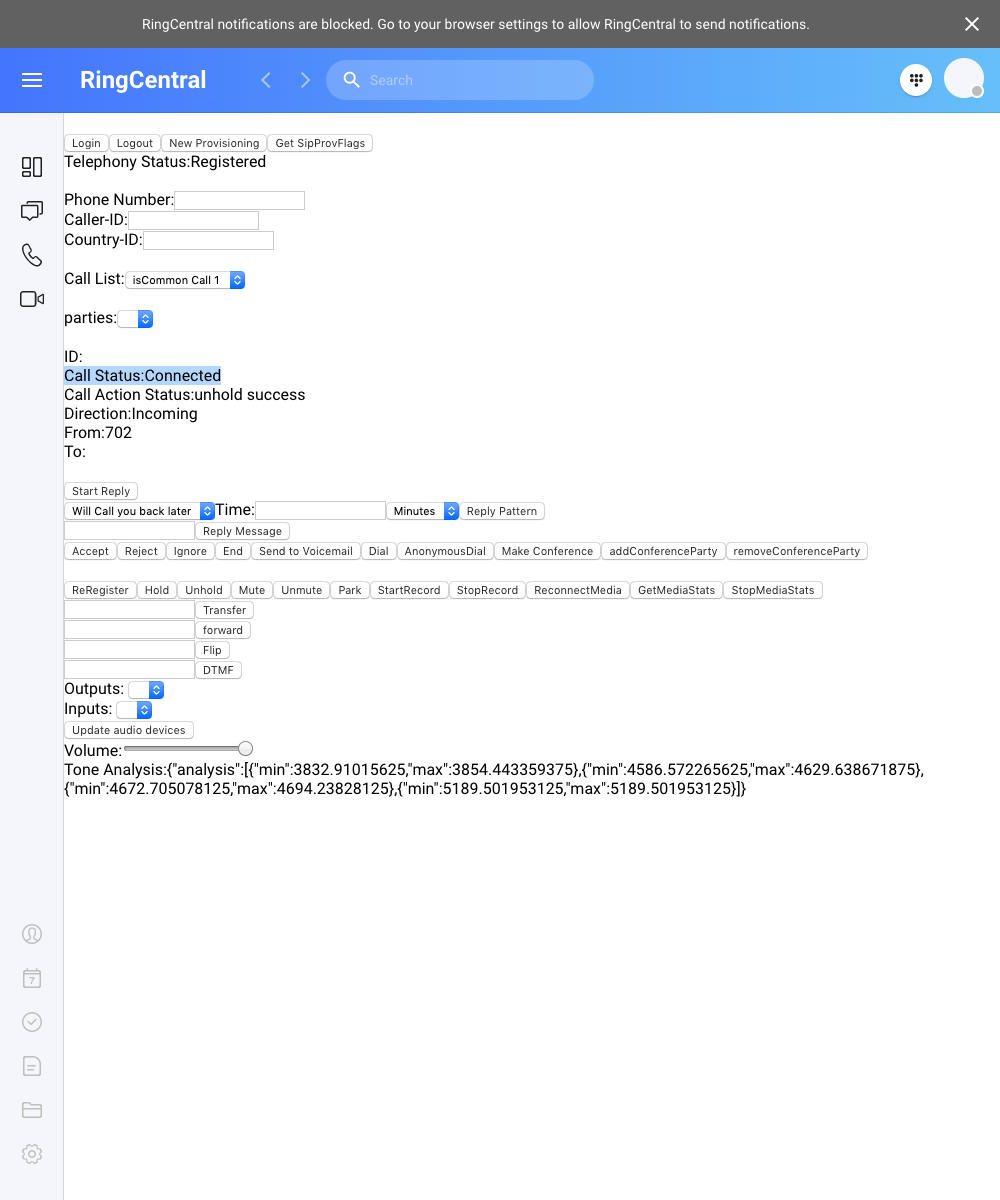 RingCentral notifications are blocked. Go to your browser settings to allow RingCentral to send notifications.
RingCentral Search
Login Logout New Provisioning Get SipProvFlags
Telephony Status:Registered
Phone Number:
Caller-ID:
Country-ID:
Call List: isCommon Call 1
parties:
ID:
Call Status:Connected
Call Action Status:unhold success
Direction:Incoming
From:702
To:
Start Reply
Will Call you back later Time: Minutes Reply Pattern
Reply Message
Accept Reject Ignore End Send to Voicemail Dial AnonymousDial Make Conference addConferenceParty removeConferenceParty
ReRegister Hold Unhold Mute Unmute Park StartRecord StopRecord ReconnectMedia GetMediaStats StopMediaStats
Transfer
forward
Flip
DTMF
Outputs:
Inputs:
Update audio devices
Volume:
Tone Analysis:{"analysis":[{"min":3832.91015625,"max":3854.443359375},{"min":4586.572265625,"max":4629.638671875},
{"min":4672.705078125,"max":4694.23828125},{"min":5189.501953125,"max":5189.501953125}]}
7